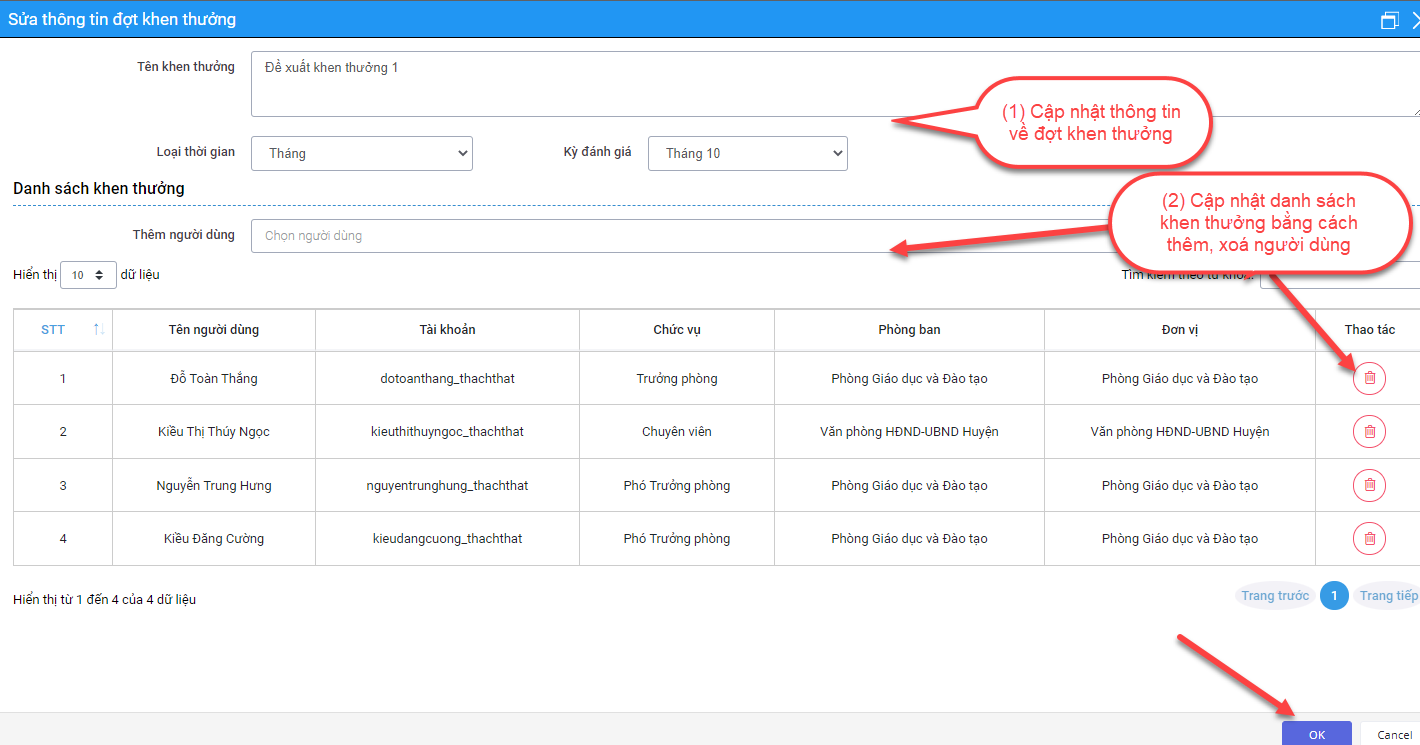 Sửa thông tin đợt khen thưởng
Tên khen thưởng
Đề xuất khen thưởng 1
(1) Cập nhật thông tin
về đợt khen thưởng
Loại thời gian Tháng Kỳ đánh giá Tháng 10
Danh sách khen thưởng
(2) Cập nhật danh sách
khen thưởng bằng cách
thêm, xoá người dùng
Thêm người dùng Chọn người dùng
Hiển thị 10 dữ liệu
Tìm kiếm theo từ
STT Tên người dùng Tài khoản Chức vụ Phòng ban Đơn vị Thao tác
1 Đỗ Toàn Thắng dotoanthang_thachthat Trưởng phòng Phòng Giáo dục và Đào tạo Phòng Giáo dục và Đào tạo
2 Kiều Thị Thúy Ngọc kieuthithuyngoc_thachthat Chuyên viên Văn phòng HĐND-UBND Huyện Văn phòng HĐND-UBND Huyện
3 Nguyễn Trung Hưng nguyentrunghung_thachthat Phó Trưởng phòng Phòng Giáo dục và Đào tạo Phòng Giáo dục và Đào tạo
4 Kiều Đăng Cường kieudangcuong_thachthat Phó Trưởng phòng Phòng Giáo dục và Đào tạo Phòng Giáo dục và Đào tạo
Hiển thị từ 1 đến 4 của 4 dữ liệu
Trang trước 1 Trang tiếp
OK Cancel